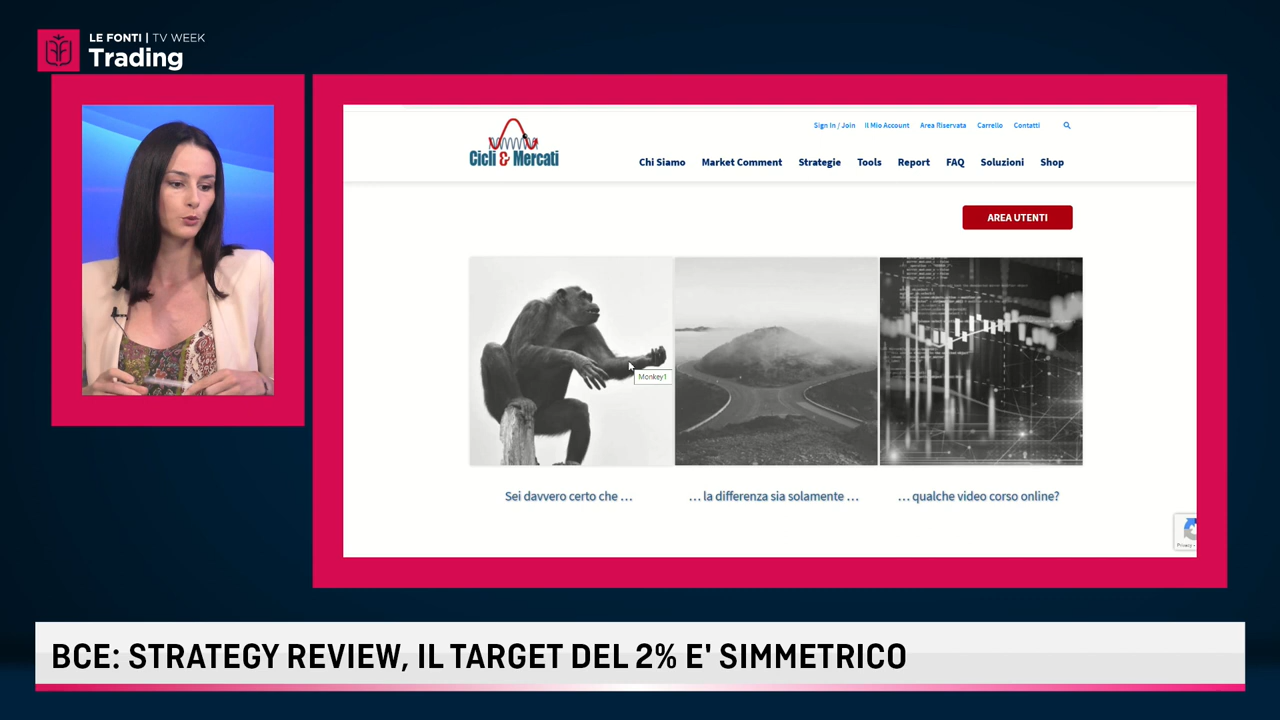 LE FONTI | TV WEEK
Trading
Cicli & Mercati
Sign In / Join Il Mio Account Area Riservata Carrello Contatti
Chi Siamo Market Comment Strategie Tools Report FAQ Soluzioni Shop
AREA UTENTI
Monkey1
Sei davvero certo che …
… la differenza sia solamente …
… qualche video corso online?
Privacy -
BCE: STRATEGY REVIEW, IL TARGET DEL 2% E' SIMMETRICO